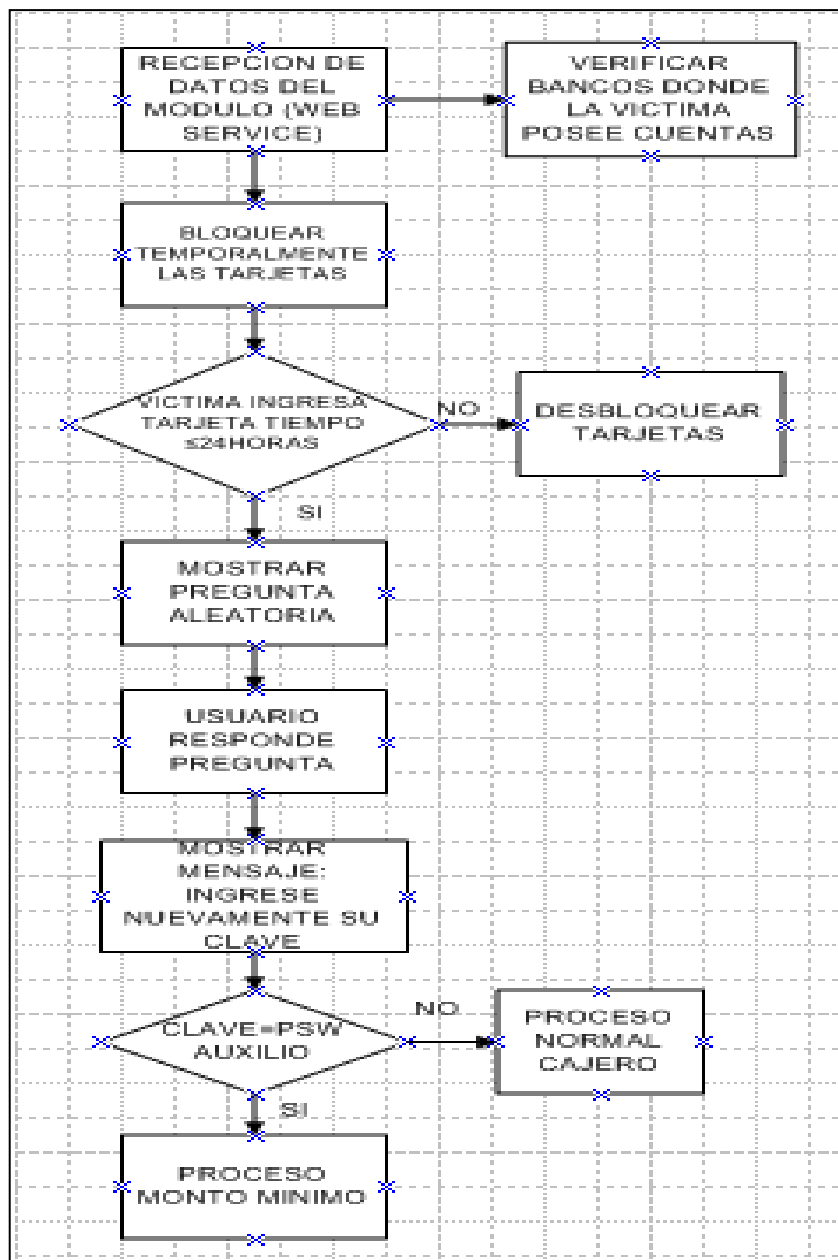 RECEPCION DE
DATOS DEL
MODULO (WEB
SERVICE)
VERIFICAR
BANCOS DONDE
LA VICTIMA
POSEE CUENTAS
BLOQUEAR
TEMPORALMENTE
LAS TARJETAS
VICTIMA INGRESA
TARJETA TIEMPO
≤24HORAS
NO
DESBLOQUEAR
TARJETAS
SI
MOSTRAR
PREGUNTA
ALEATORIA
USUARIO
RESPONDE
PREGUNTA
MOSTRAR
MENSAJE:
INGRESE
NUEVAMENTE SU
CLAVE
CLAVE=PSW
AUXILIO
NO
PROCESO
NORMAL
CAJERO
SI
PROCESO
MONTO MINIMO